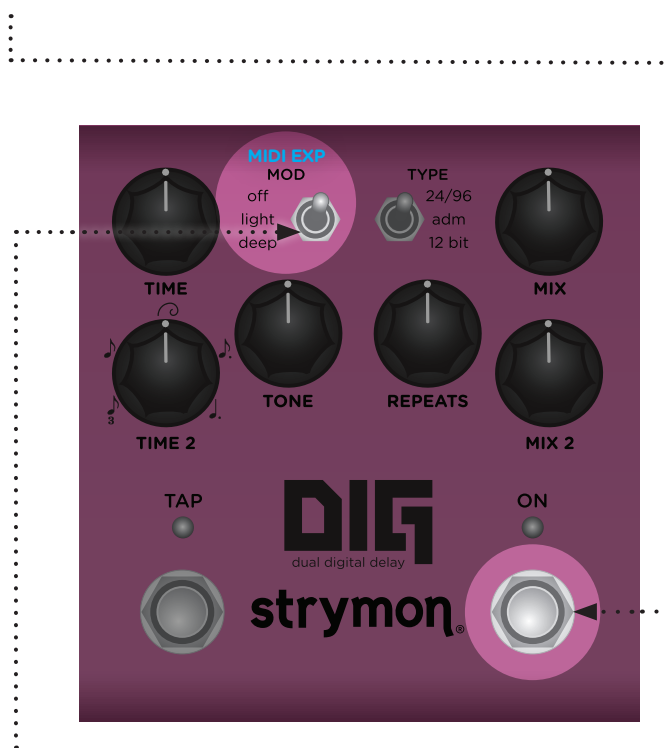 MIDI EXP
MOD
off
light
deep
TYPE
24/96
adm
12 bit
TIME
MIX
TONE
REPEATS
3
TIME 2
MIX 2
TAP
ON
DIG
dual digital delay
strymon®